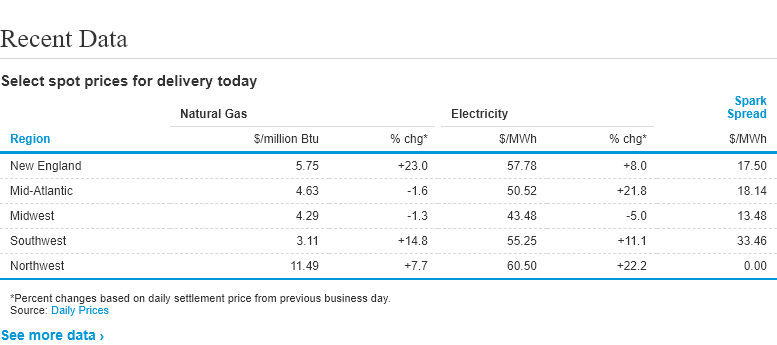 Recent Data
Select spot prices for delivery today
Natural Gas Electricity Spark Spread
Region $/million Btu % chg* $/MWh % chg* $/MWh
New England 5.75 +23.0 57.78 +8.0 17.50
Mid-Atlantic 4.63 -1.6 50.52 +21.8 18.14
Midwest 4.29 -1.3 43.48 -5.0 13.48
Southwest 3.11 +14.8 55.25 +11.1 33.46
Northwest 11.49 +7.7 60.50 +22.2 0.00
*Percent changes based on daily settlement price from previous business day.
Source: Daily Prices
See more data ›